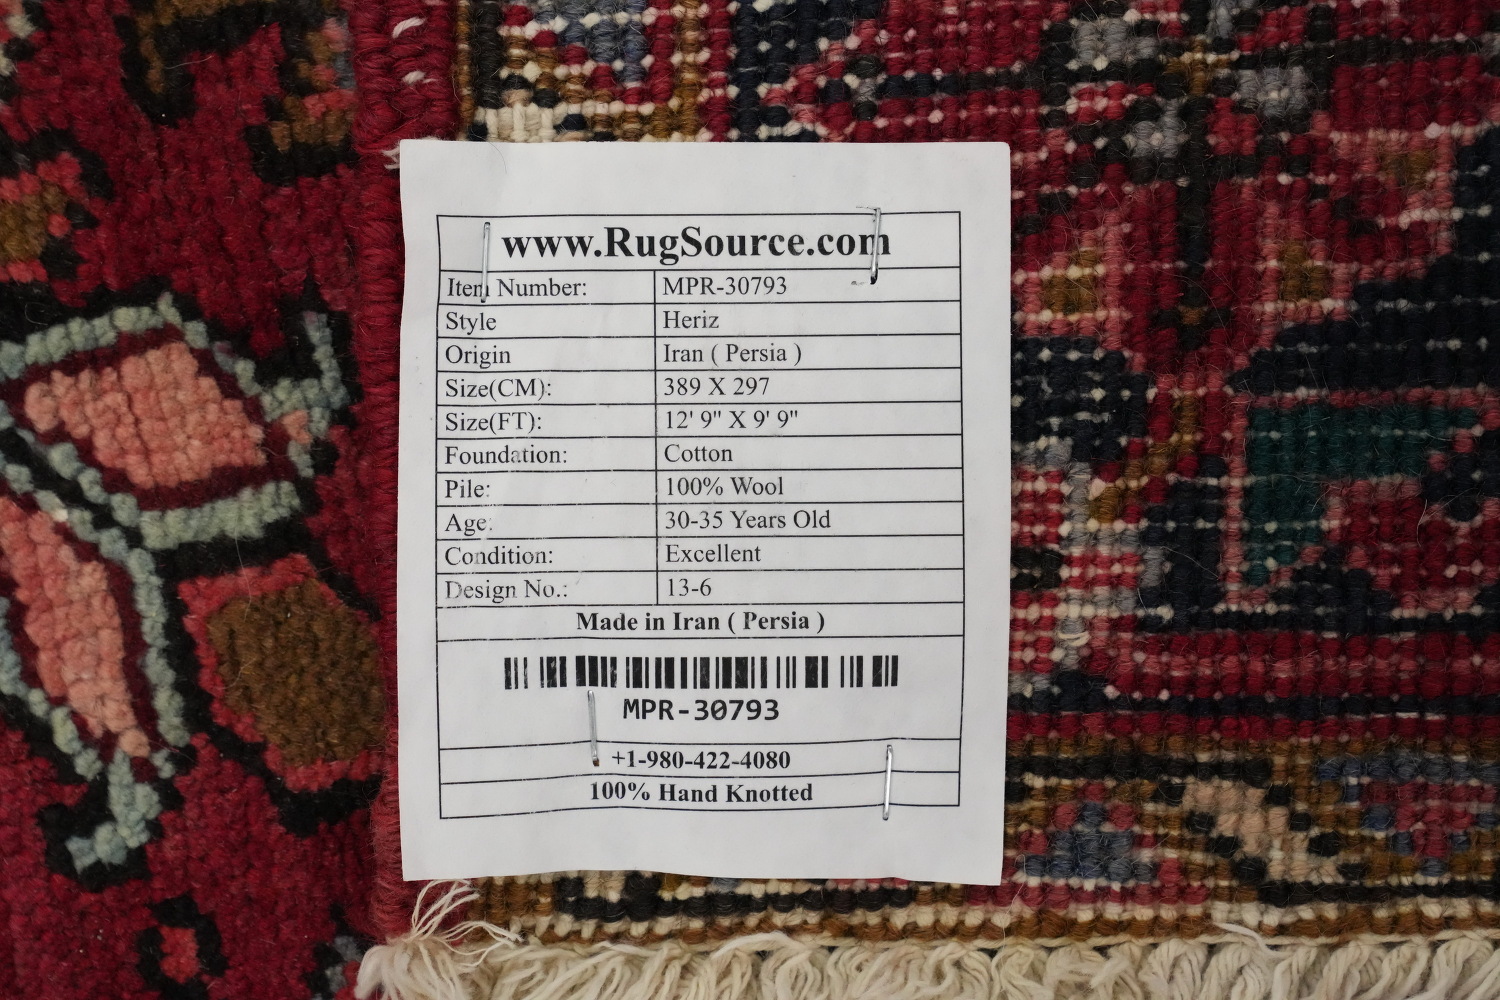 www.RugSource.com
Item Number: MPR-30793
Style Heriz
Origin Iran ( Persia )
Size(CM): 389 X 297
Size(FT): 12' 9" X 9' 9"
Foundation: Cotton
Pile: 100% Wool
Age: 30-35 Years Old
Condition: Excellent
Design No.: 13-6
Made in Iran ( Persia )
MPR-30793
+1-980-422-4080
100% Hand Knotted